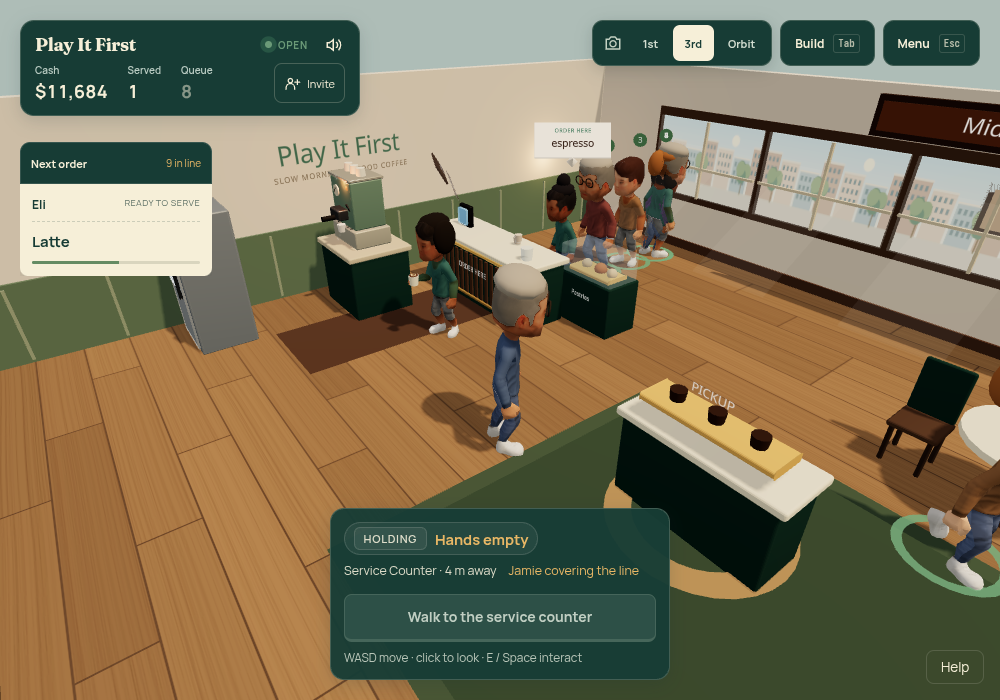 Play It First
OPEN
Cash
Served
Queue
$11,684
1
8
Invite
1st
3rd
Orbit
Build
Tab
Menu
Esc
Next order
9 in line
Eli
READY TO SERVE
Latte
Play It First
ORDER HERE
espresso
3
8
ORDER HERE
Pastries
PICKUP
HOLDING
Hands empty
Service Counter · 4 m away
Jamie covering the line
Walk to the service counter
WASD move · click to look · E / Space interact
Help